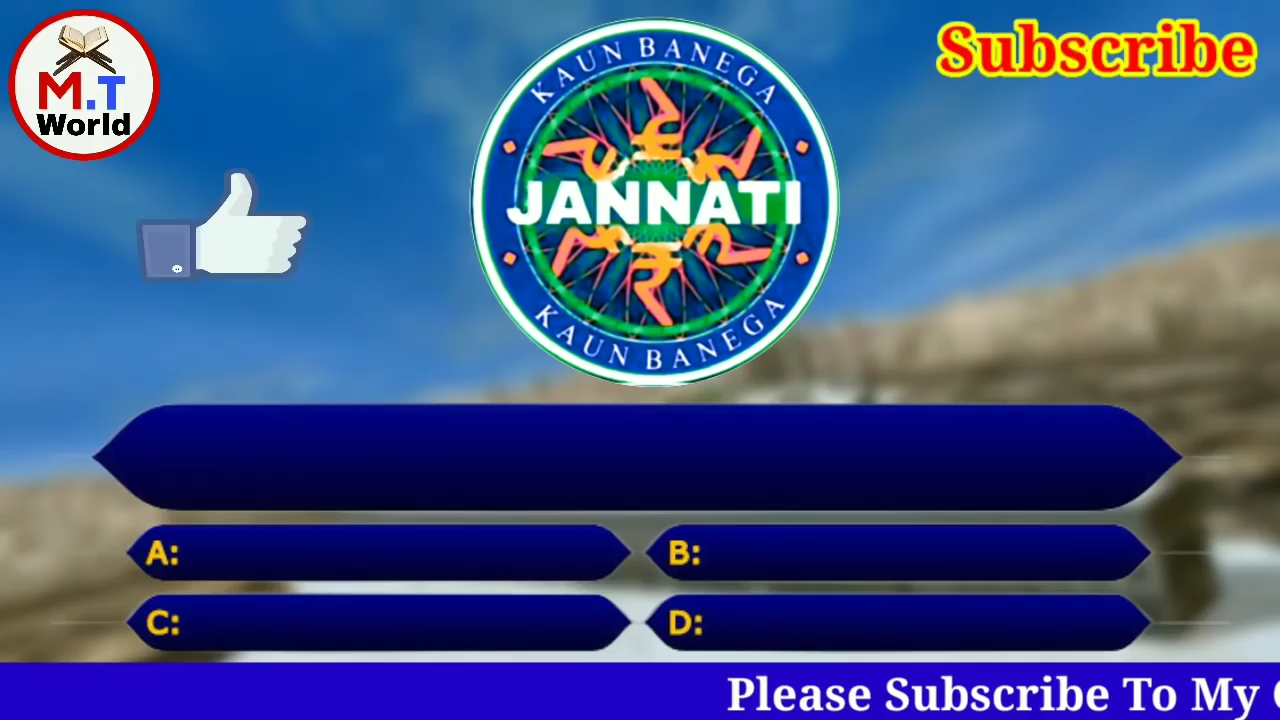 M.T
World
Subscribe
KAUN BANEGA
JANNATI
KAUN BANEGA
A:
B:
C:
D:
Please Subscribe To My